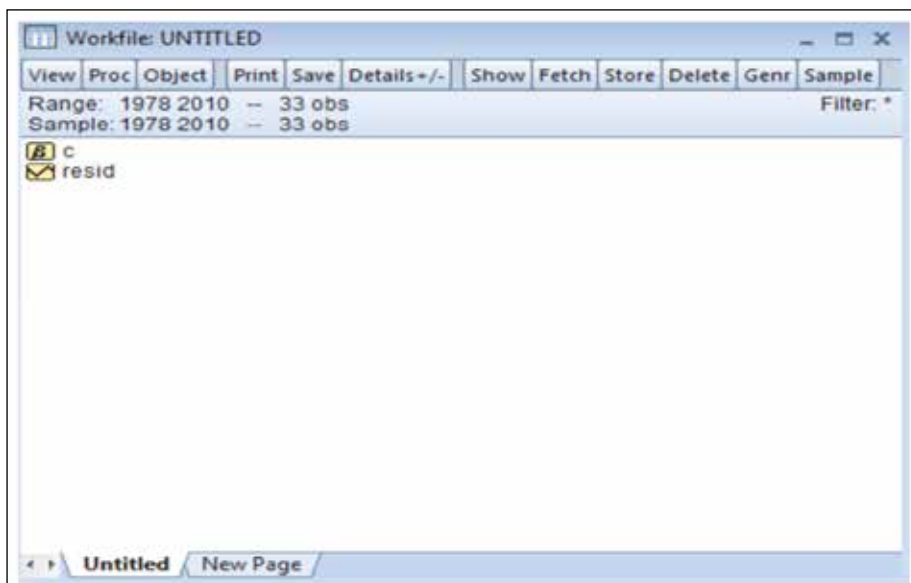 Workfile: UNTITLED
View Proc Object Print Save Details+/- Show Fetch Store Delete Genr Sample
Range: 1978 2010 -- 33 obs Filter: *
Sample: 1978 2010 -- 33 obs
β c
resid
Untitled New Page